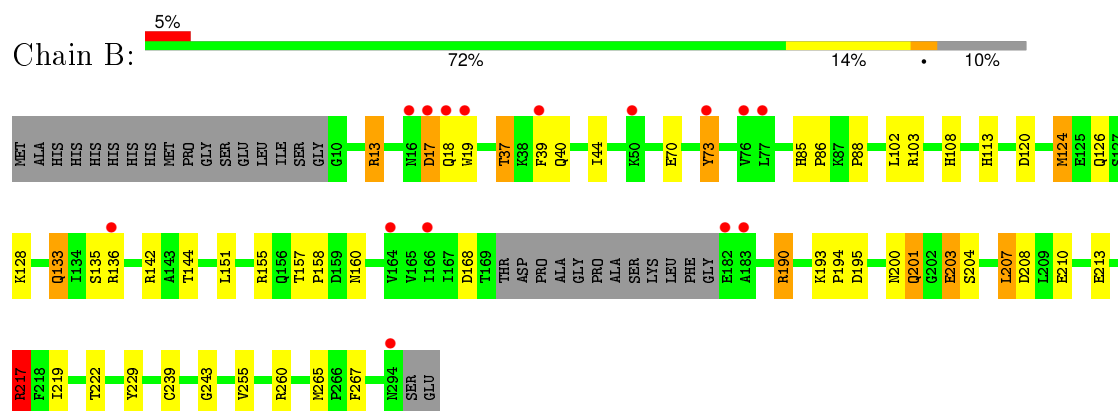 5%
Chain B:
72% 14% • 10%
MET ALA HIS HIS HIS HIS HIS HIS MET PRO GLY SER GLU LEU ILE SER GLY G10 R13 N16 D17 Q18 W19 T37 K38 F39 Q40 I44 K50 E70 Y73 V76 L77 H85 P86 K87 P88 L102 R103 H108 H113 D120 M124 E125 Q126 S127
K128 Q133 I134 S135 R136 R142 A143 T144 L151 R155 Q156 T157 P158 D159 N160 V164 V165 I166 I167 D168 T169 THR ASP PRO ALA GLY PRO ALA SER LYS LEU PHE GLY E182 A183 R190 K193 P194 D195 N200 Q201 G202 E203 S204 L207 D208 L209 E210 E213
R217 F218 I219 T222 Y229 C239 G243 V255 R260 M265 P266 F267 N294 SER GLU